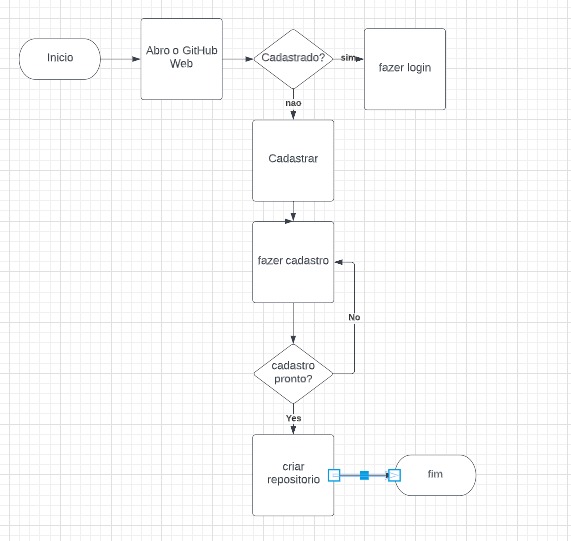 Inicio
Abro o GitHub
Web
Cadastrado?
sim
fazer login
nao
Cadastrar
fazer cadastro
No
cadastro
pronto?
Yes
criar
repositorio
fim